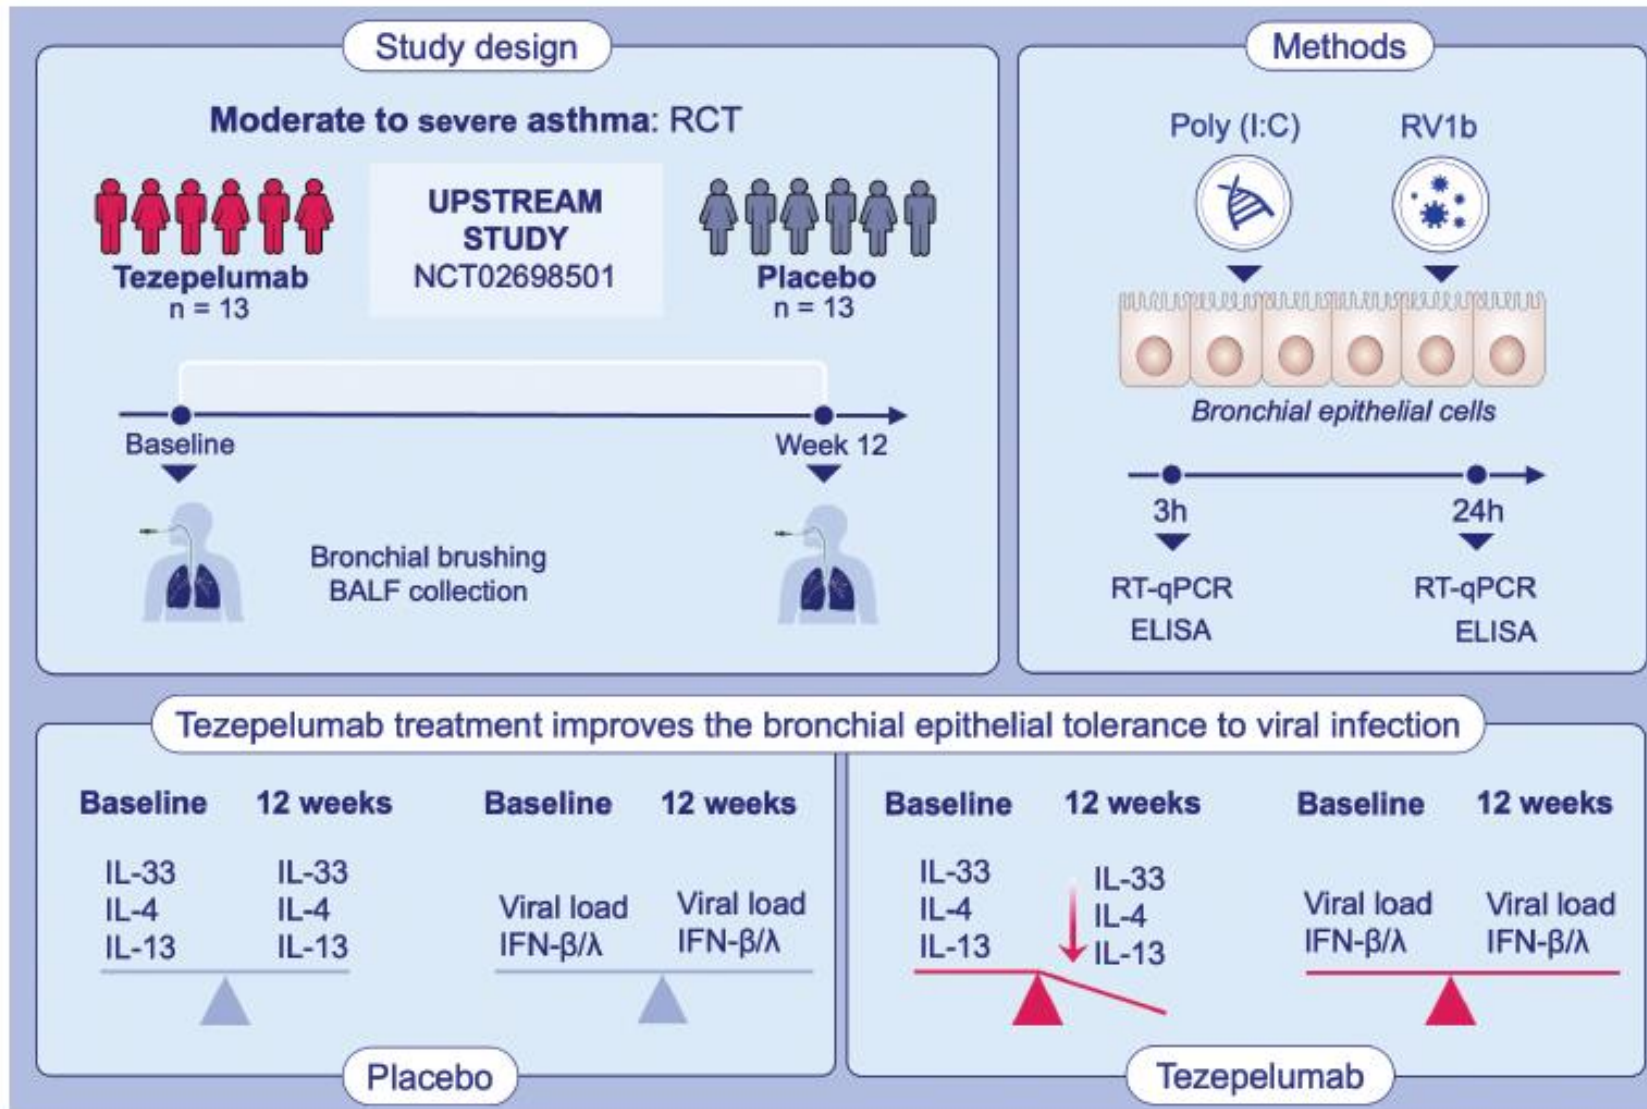 Study design
Moderate to severe asthma: RCT
Tezepelumab
n = 13
UPSTREAM
STUDY
NCT02698501
Placebo
n = 13
Baseline
Week 12
Bronchial brushing
BALF collection
Methods
Poly (I:C)
RV1b
Bronchial epithelial cells
3h
24h
RT-qPCR
ELISA
RT-qPCR
ELISA
Tezepelumab treatment improves the bronchial epithelial tolerance to viral infection
Baseline
12 weeks
IL-33
IL-4
IL-13
IL-33
IL-4
IL-13
Baseline
12 weeks
Viral load
IFN-β/λ
Viral load
IFN-β/λ
Placebo
Baseline
12 weeks
IL-33
IL-4
IL-13
IL-33
IL-4
IL-13
Baseline
12 weeks
Viral load
IFN-β/λ
Viral load
IFN-β/λ
Tezepelumab